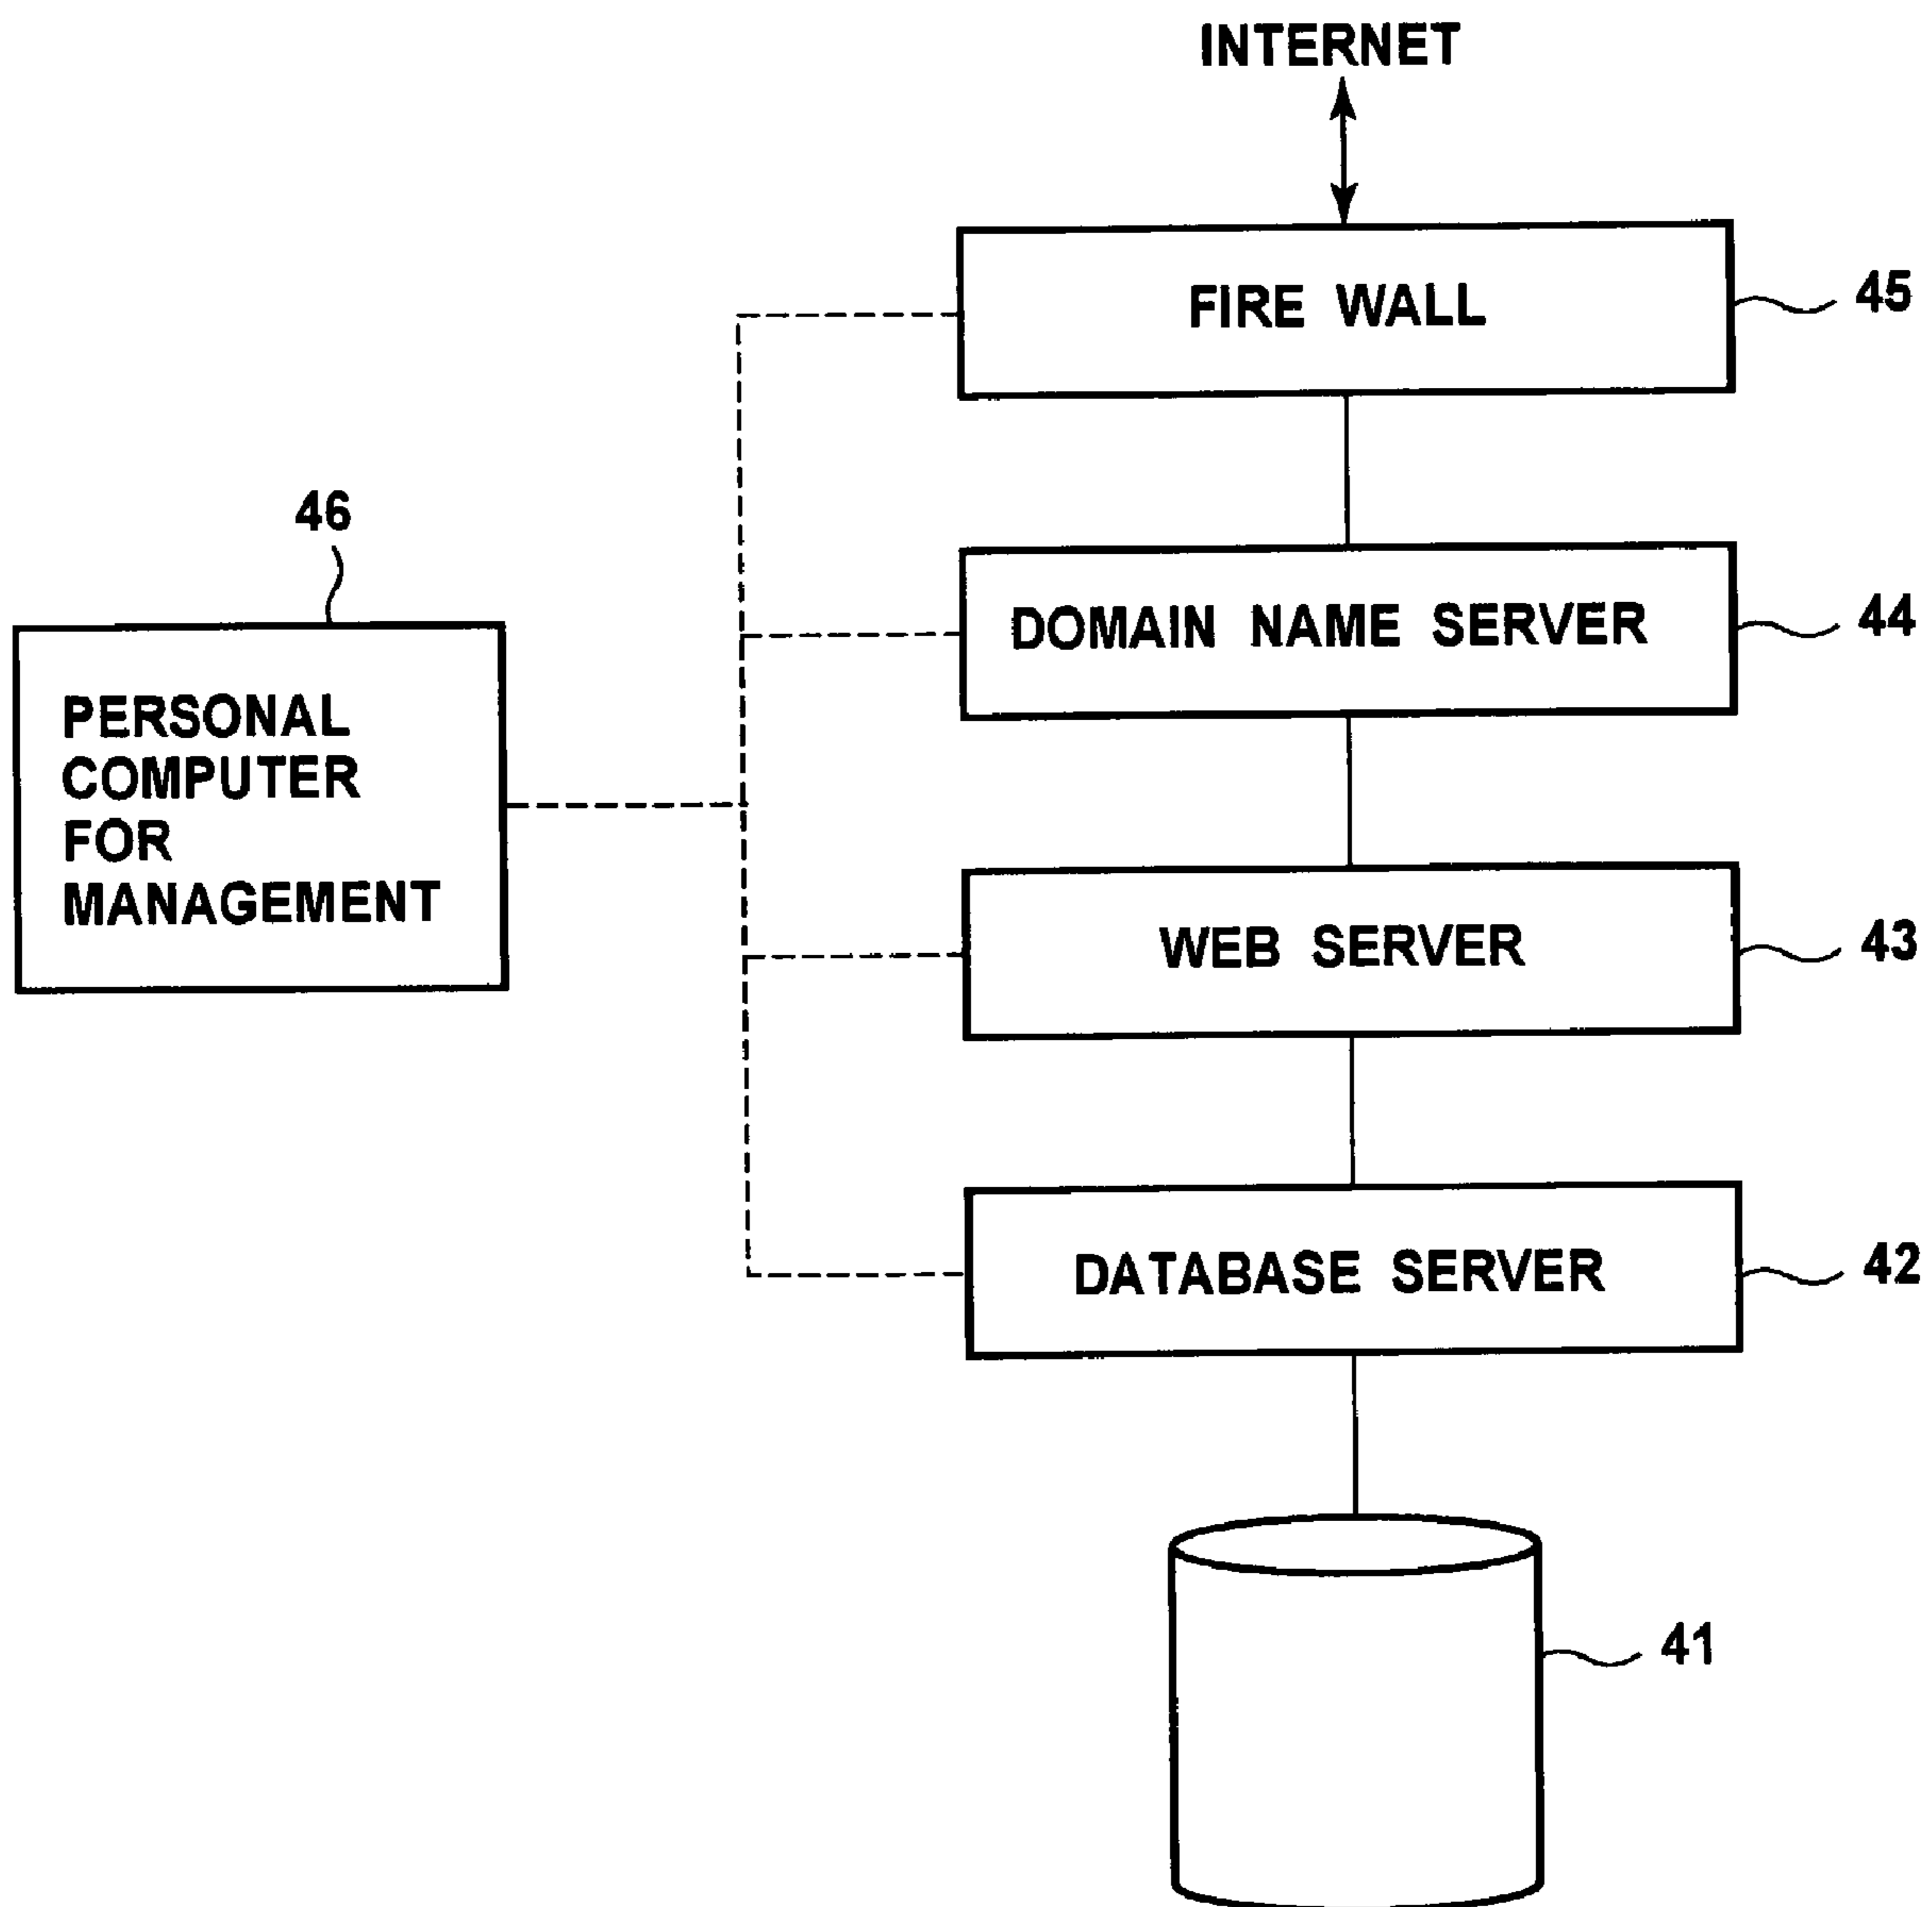 INTERNET
FIRE WALL
45
DOMAIN NAME SERVER
44
46
PERSONAL
COMPUTER
FOR
MANAGEMENT
WEB SERVER
43
DATABASE SERVER
42
41